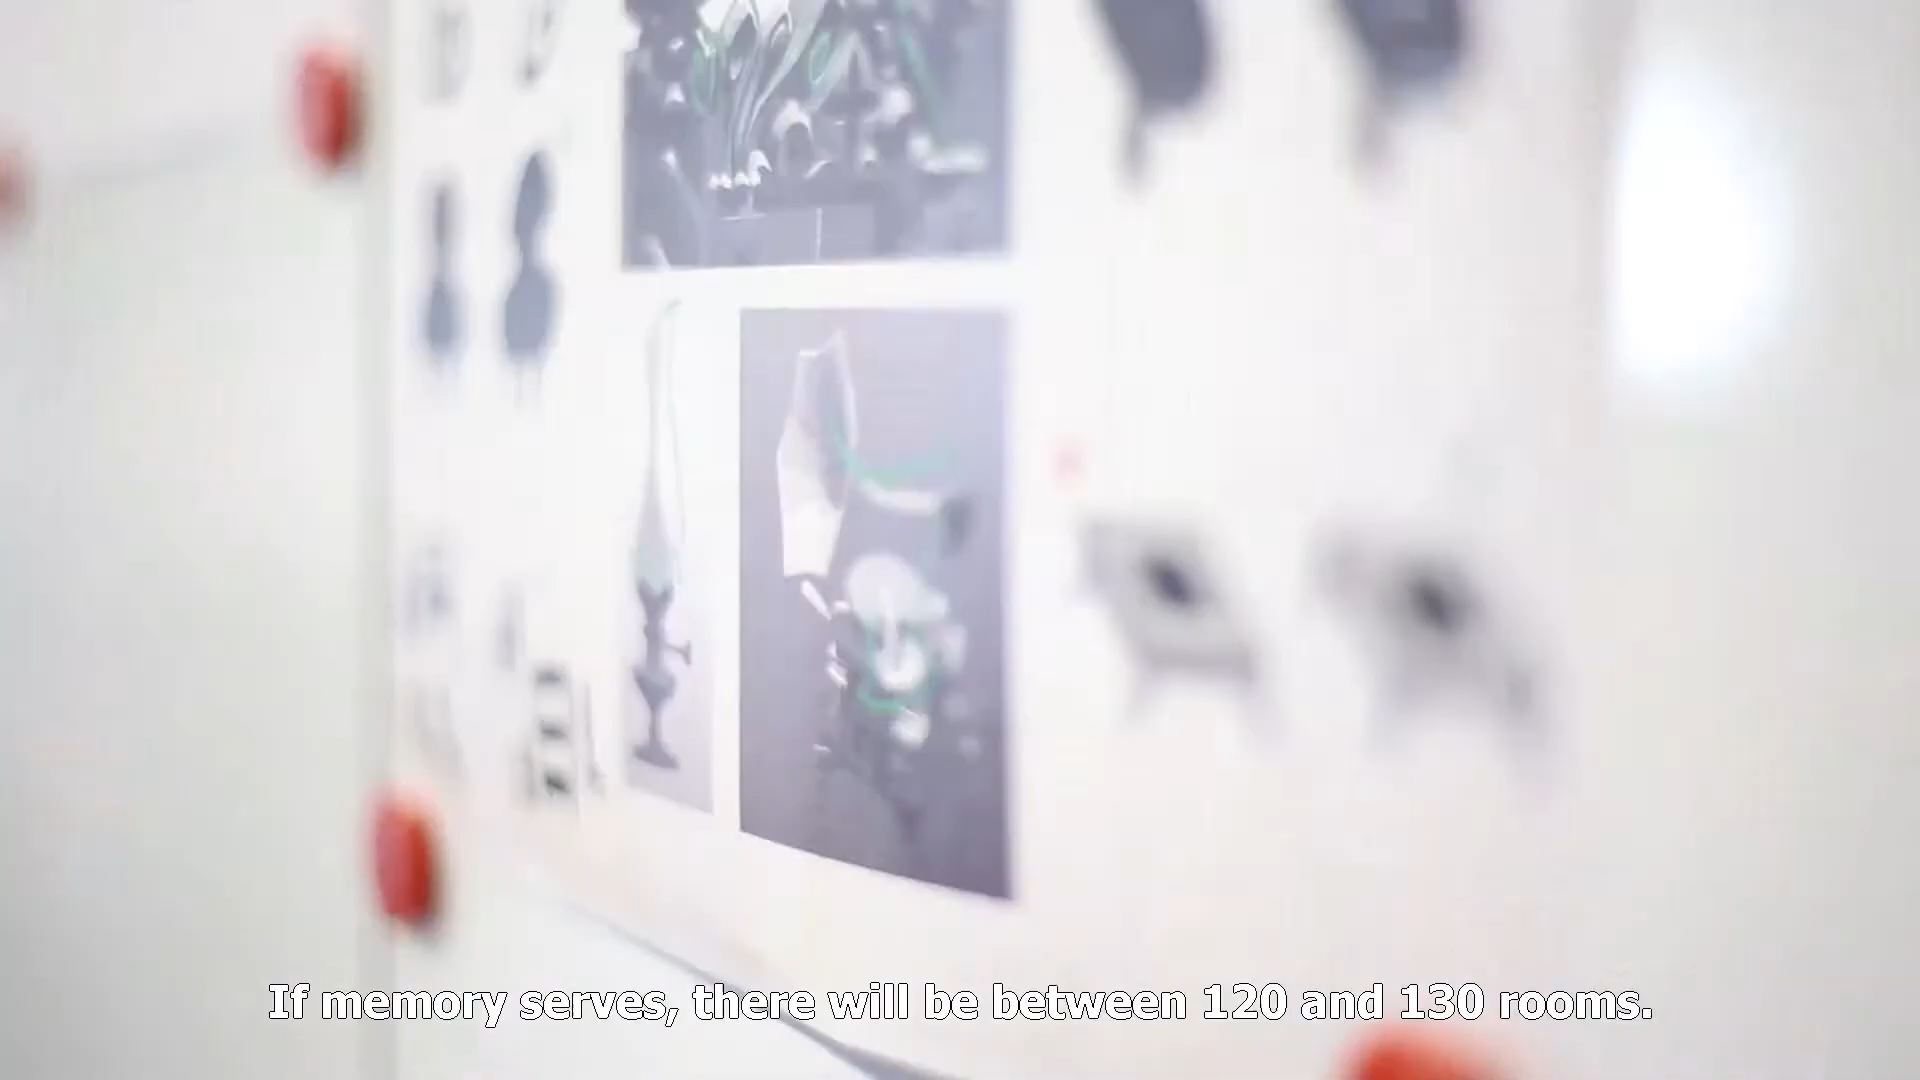 If memory serves, there will be between 120 and 130 rooms.